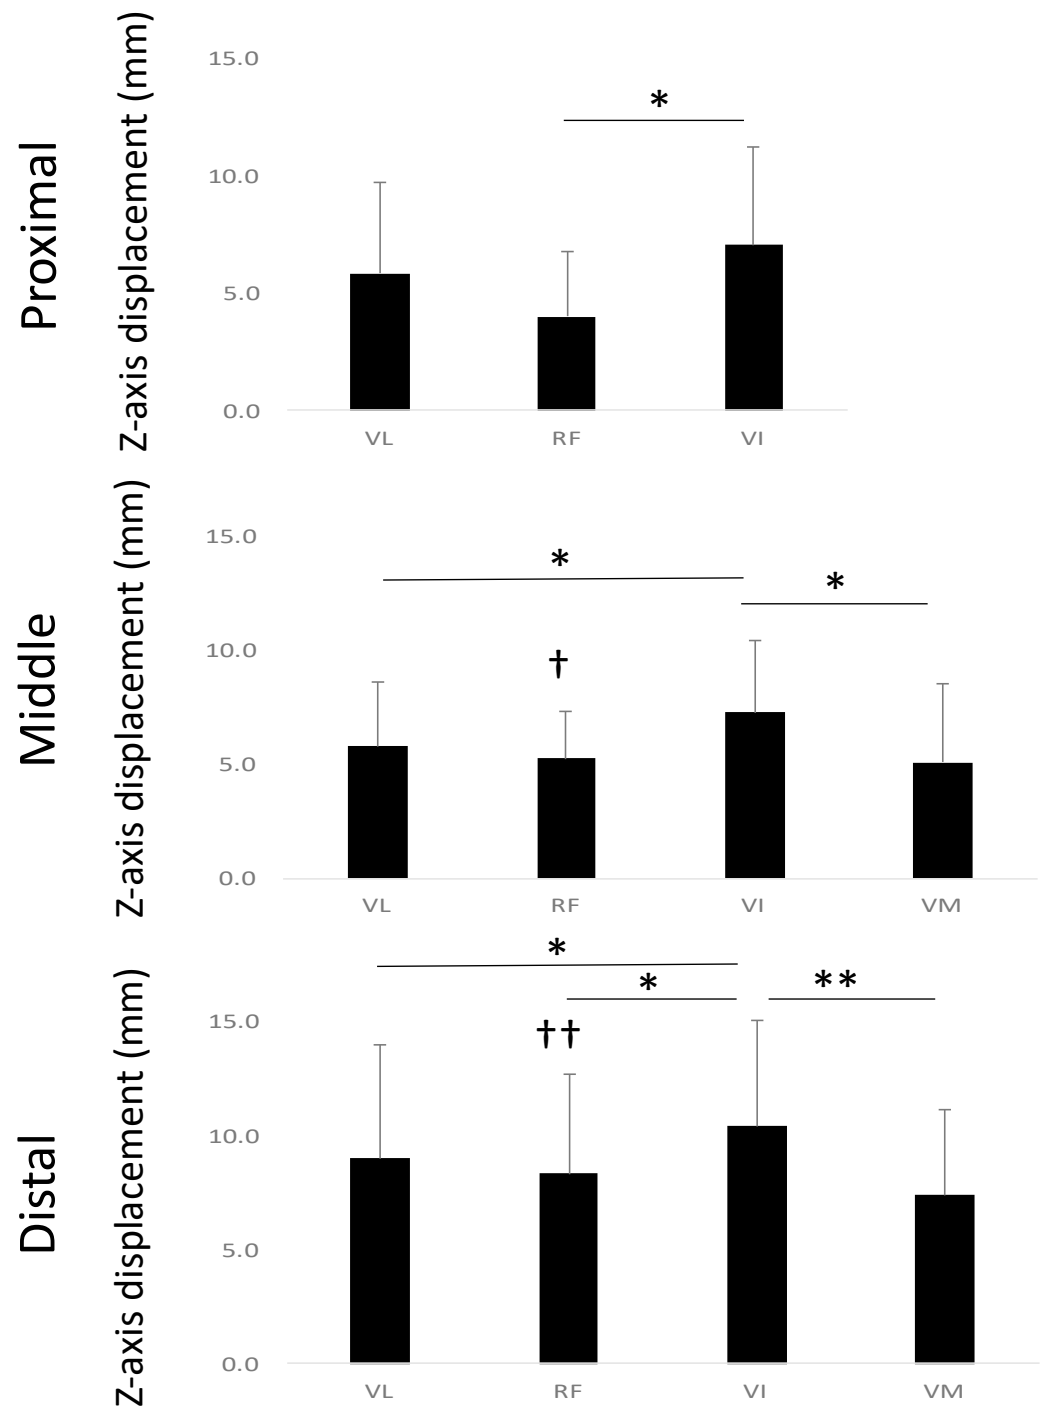 Proximal
Z-axis displacement (mm)
15.0
10.0
5.0
0.0
*
VL RF VI
Middle
Z-axis displacement (mm)
15.0
10.0
5.0
0.0
*
*
†
VL RF VI VM
Distal
Z-axis displacement (mm)
15.0
10.0
5.0
0.0
*
* **
††
VL RF VI VM